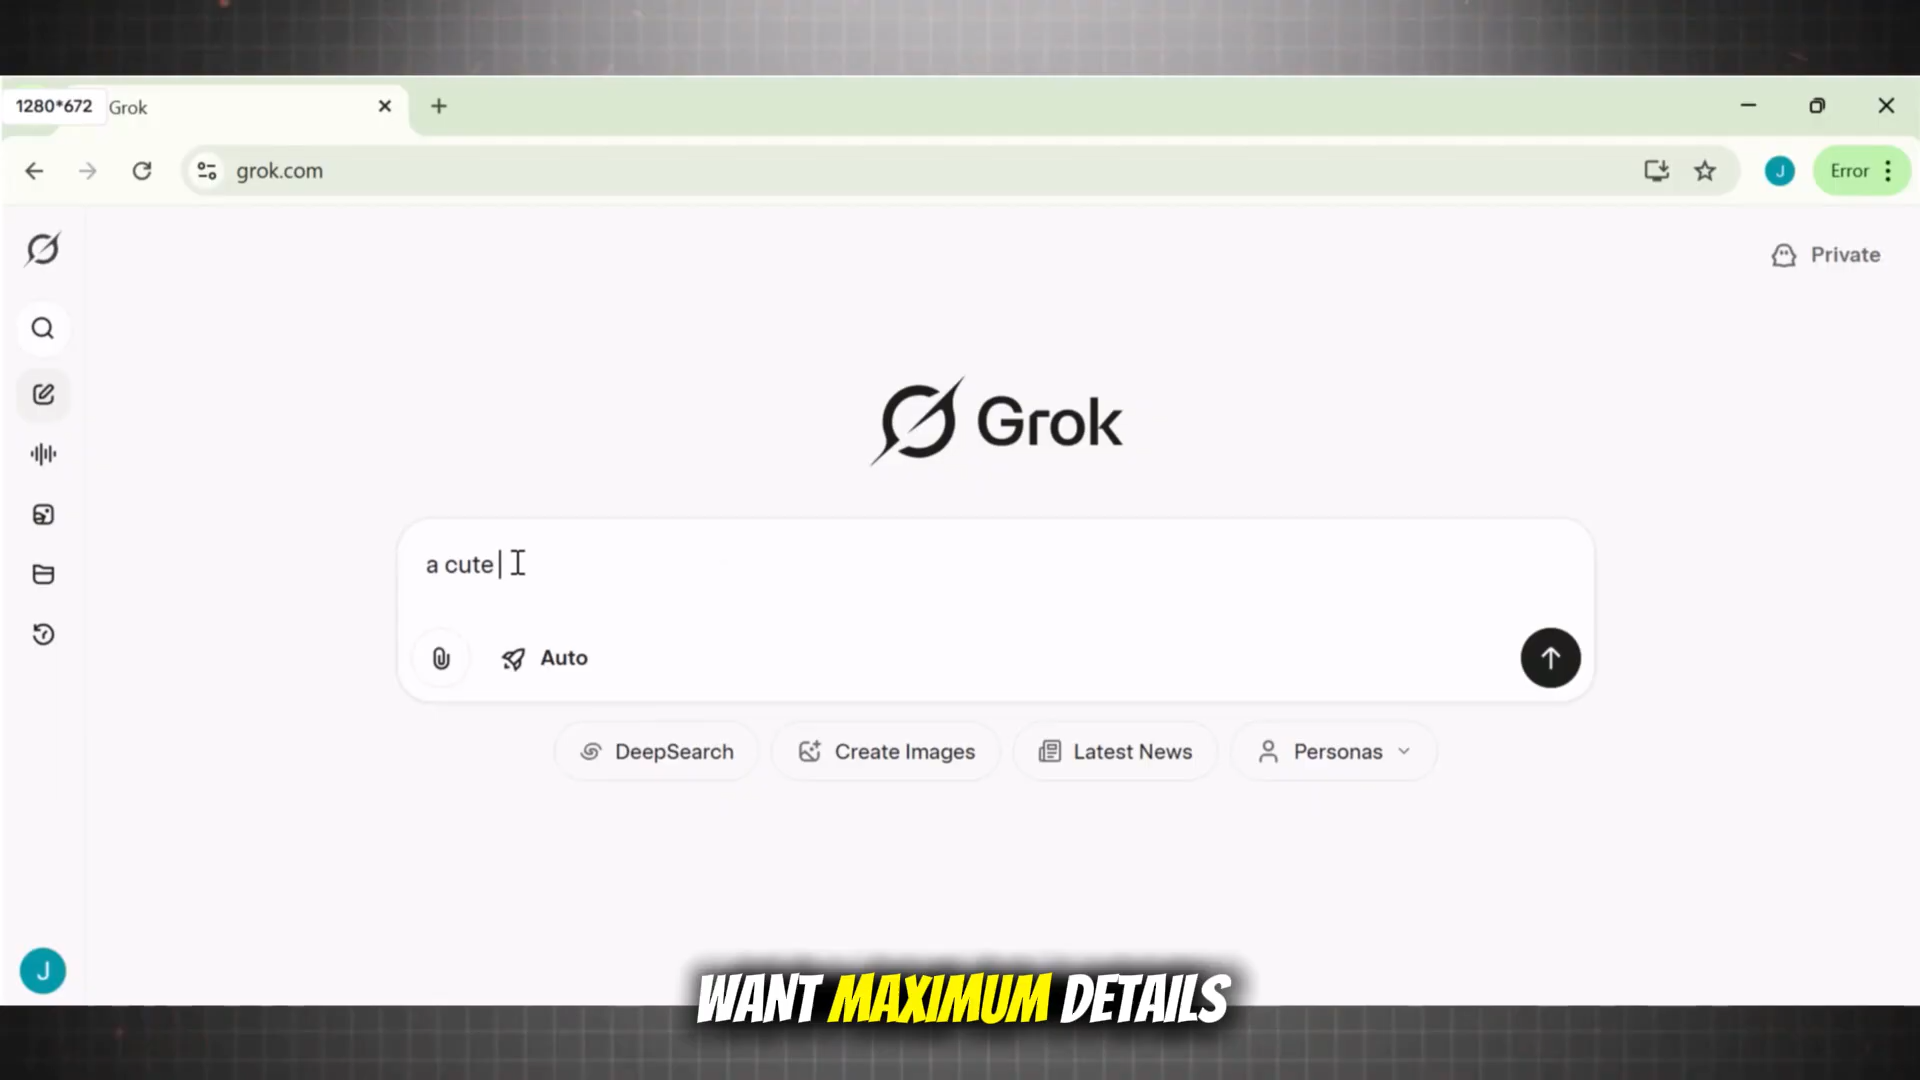 1280*672
Grok
grok.com
J
Error
Private
Grok
a cute
Auto
DeepSearch
Create Images
Latest News
Personas
J
WANT MAXIMUM DETAILS